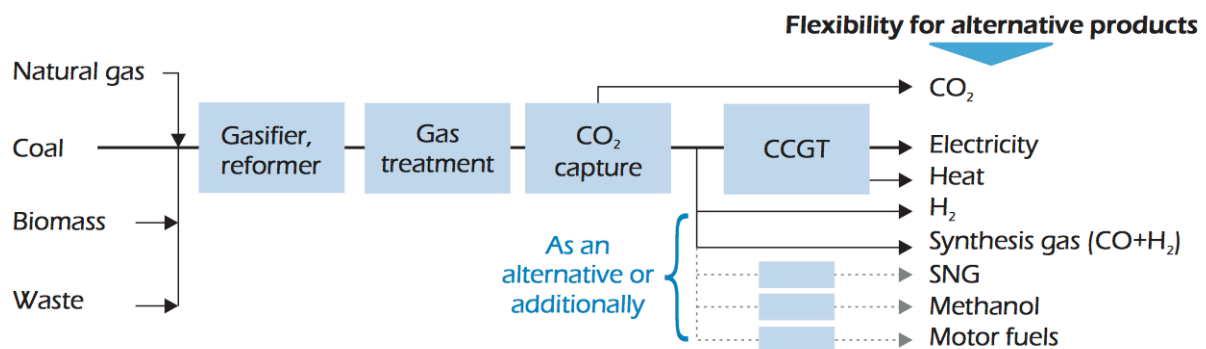 Flexibility for alternative products
Natural gas
Coal
Biomass
Waste
Gasifier,
reformer
Gas
treatment
CO₂
capture
CCGT
CO₂
Electricity
Heat
H₂
Synthesis gas (CO+H₂)
SNG
Methanol
Motor fuels
As an
alternative or
additionally